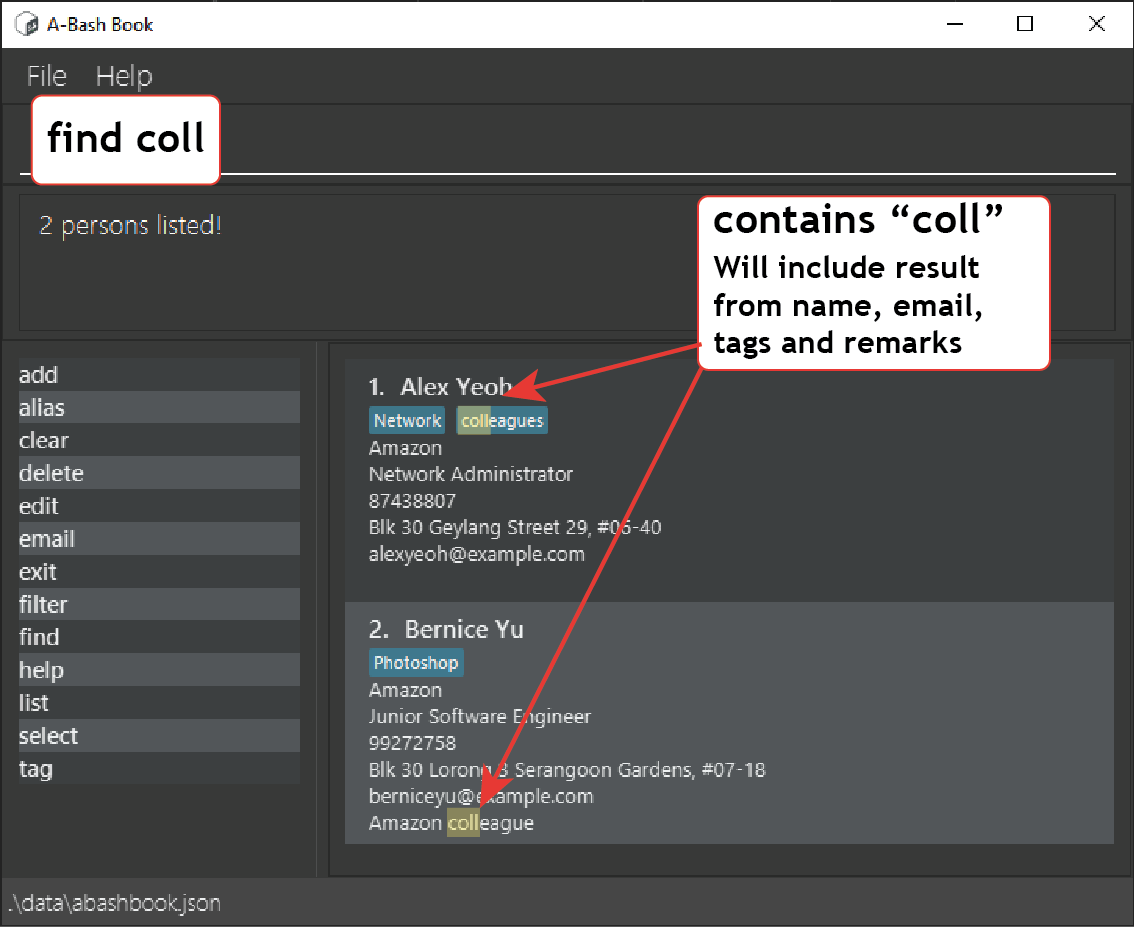 A-Bash Book
File Help
find coll
2 persons listed!
contains “coll”
Will include result
from name, email,
tags and remarks
add
alias
clear
delete
edit
email
exit
filter
find
help
list
select
tag
1. Alex Yeoh
Network colleagues
Amazon
Network Administrator
87438807
Blk 30 Geylang Street 29, #06-40
alexyeoh@example.com
2. Bernice Yu
Photoshop
Amazon
Junior Software Engineer
99272758
Blk 30 Lorong 3 Serangoon Gardens, #07-18
berniceyu@example.com
Amazon colleague
.\data\abashbook.json